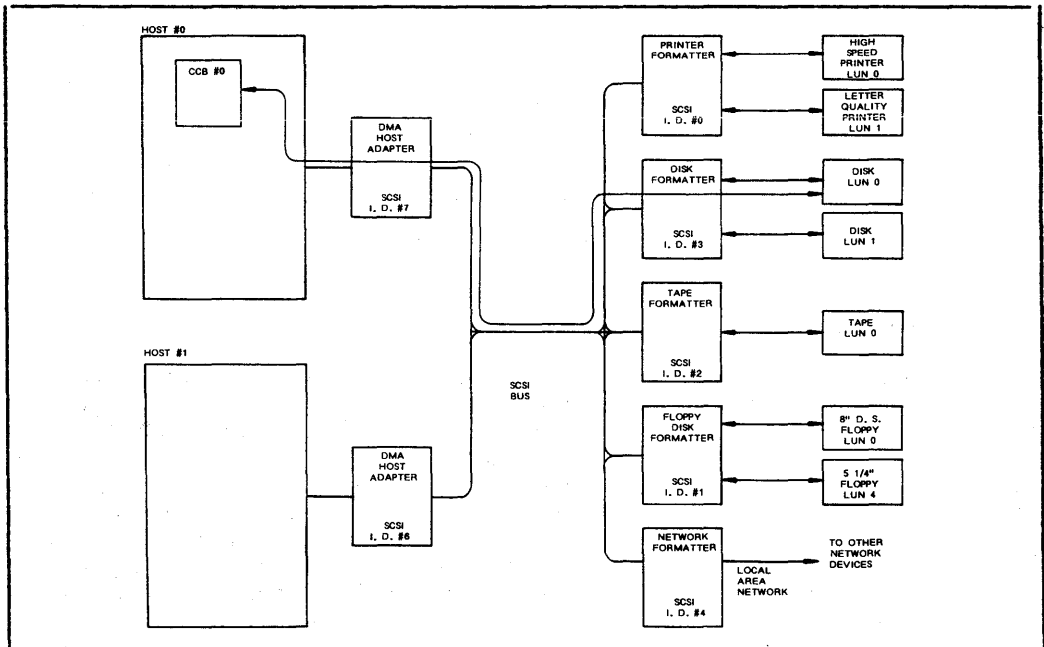 HOST #0
CCB #0
DMA
HOST
ADAPTER
SCSI
I. D. #7
HOST #1
DMA
HOST
ADAPTER
SCSI
I. D. #6
SCSI
BUS
PRINTER
FORMATTER
SCSI
I. D. #0
HIGH
SPEED
PRINTER
LUN 0
LETTER
QUALITY
PRINTER
LUN 1
DISK
FORMATTER
SCSI
I. D. #3
DISK
LUN 0
DISK
LUN 1
TAPE
FORMATTER
SCSI
I. D. #2
TAPE
LUN 0
FLOPPY
DISK
FORMATTER
SCSI
I. D. #1
8" D. S.
FLOPPY
LUN 0
5 1/4"
FLOPPY
LUN 4
NETWORK
FORMATTER
SCSI
I. D. #4
LOCAL
AREA
NETWORK
TO OTHER
NETWORK
DEVICES